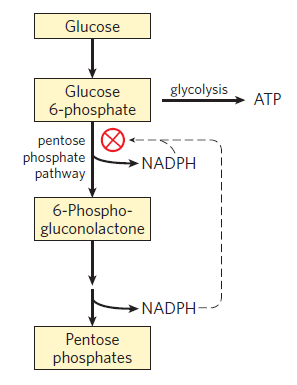 Glucose
Glucose
6-phosphate
glycolysis
ATP
pentose
phosphate
pathway
NADPH
6-Phospho-
gluconolactone
NADPH
Pentose
phosphates